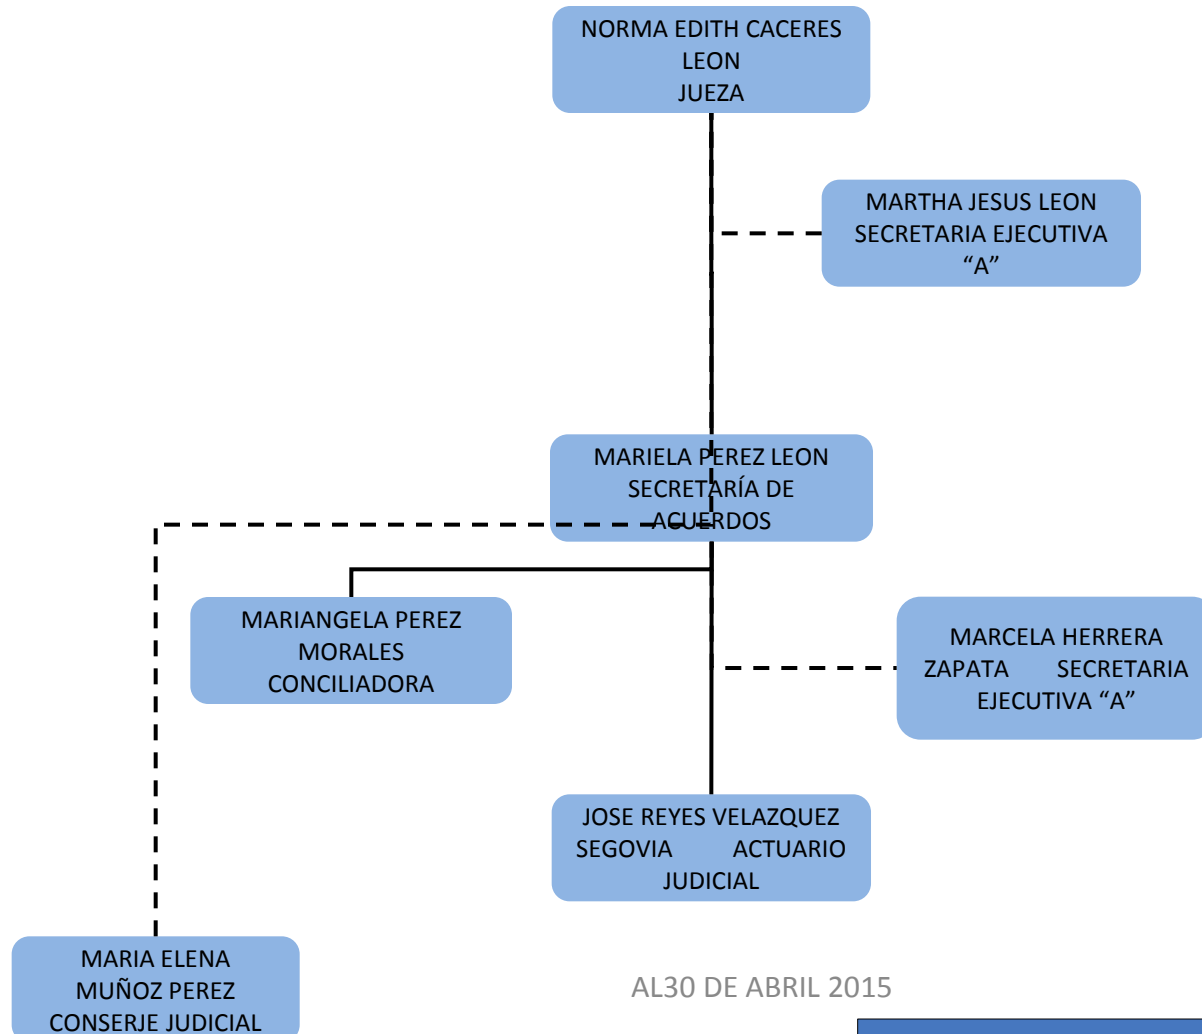 NORMA EDITH CACERES
LEON
JUEZA
MARTHA JESUS LEON
SECRETARIA EJECUTIVA
“A”
MARIELA PEREZ LEON
SECRETARÍA DE
ACUERDOS
MARIANGELA PEREZ
MORALES
CONCILIADORA
MARCELA HERRERA
ZAPATA SECRETARIA
EJECUTIVA “A”
JOSE REYES VELAZQUEZ
SEGOVIA ACTUARIO
JUDICIAL
MARIA ELENA
MUÑOZ PEREZ
CONSERJE JUDICIAL
AL30 DE ABRIL 2015